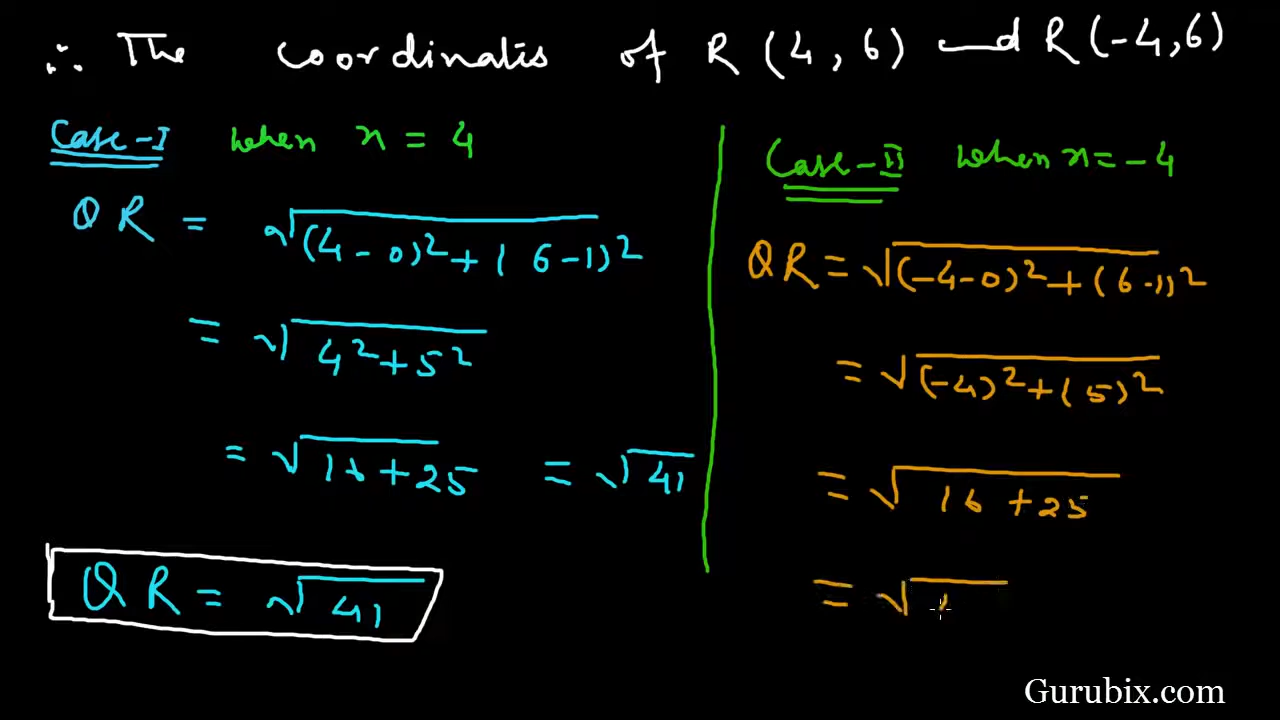 ∴ The coordinatis of R (4, 6) and R (-4, 6)
Case-I when x = 4
QR = √((4-0)² + (6-1)²)
= √(4² + 5²)
= √(16 + 25) = √41
QR = √41
Case-II when x = -4
QR = √((-4-0)² + (6-1)²)
= √((-4)² + (5)²)
= √(16 + 25)
= √
Gurubix.com